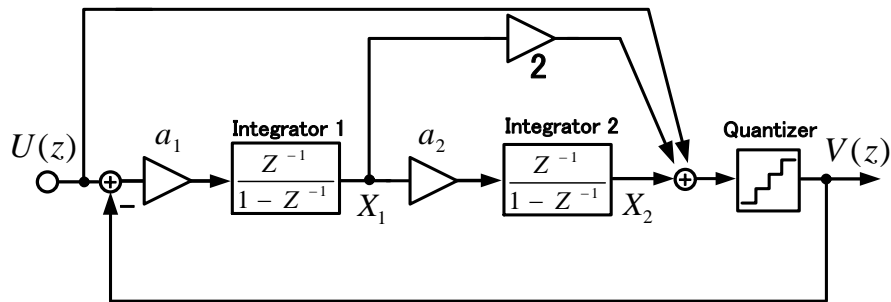 2
U(z)
a₁
Integrator 1
Z⁻¹
1 − Z⁻¹
X₁
a₂
Integrator 2
Z⁻¹
1 − Z⁻¹
X₂
Quantizer
V(z)
+
−
+